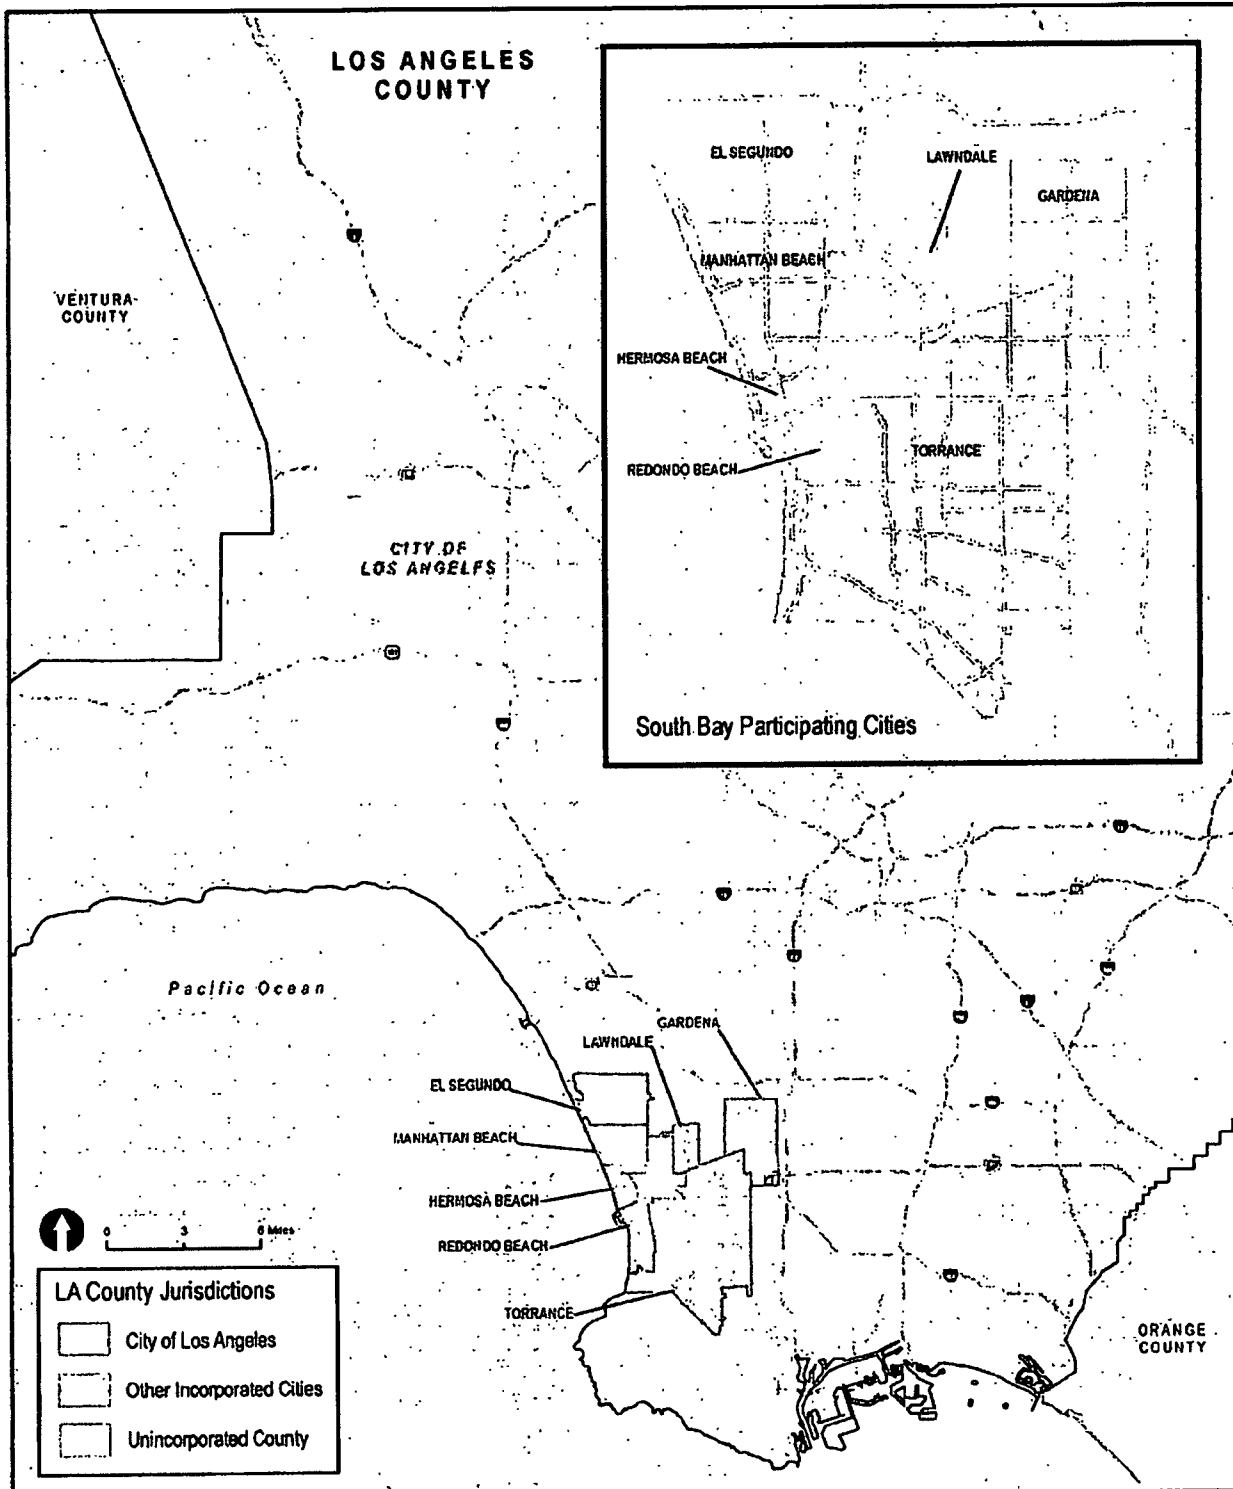 LOS ANGELES
COUNTY
EL SEGUNDO
LAWNDALE
GARDENA
MANHATTAN BEACH
HERMOSA BEACH
REDONDO BEACH
TORRANCE
South Bay Participating Cities
VENTURA
COUNTY
CITY OF
LOS ANGELES
Pacific Ocean
GARDENA
LAWNDALE
EL SEGUNDO
MANHATTAN BEACH
HERMOSA BEACH
REDONDO BEACH
TORRANCE
0 3 6 Miles
LA County Jurisdictions
City of Los Angeles
Other Incorporated Cities
Unincorporated County
ORANGE
COUNTY